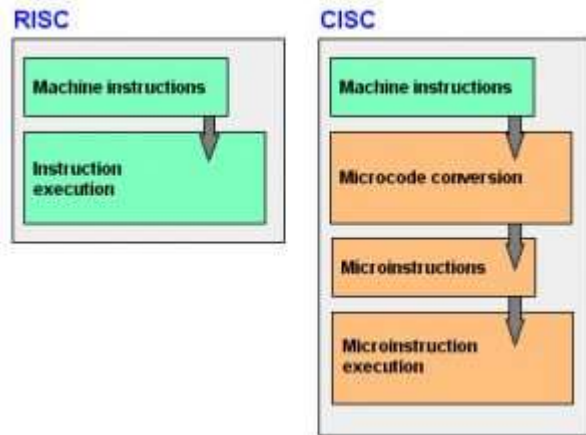 RISC
Machine instructions
Instruction
execution
CISC
Machine instructions
Microcode conversion
Microinstructions
Microinstruction
execution